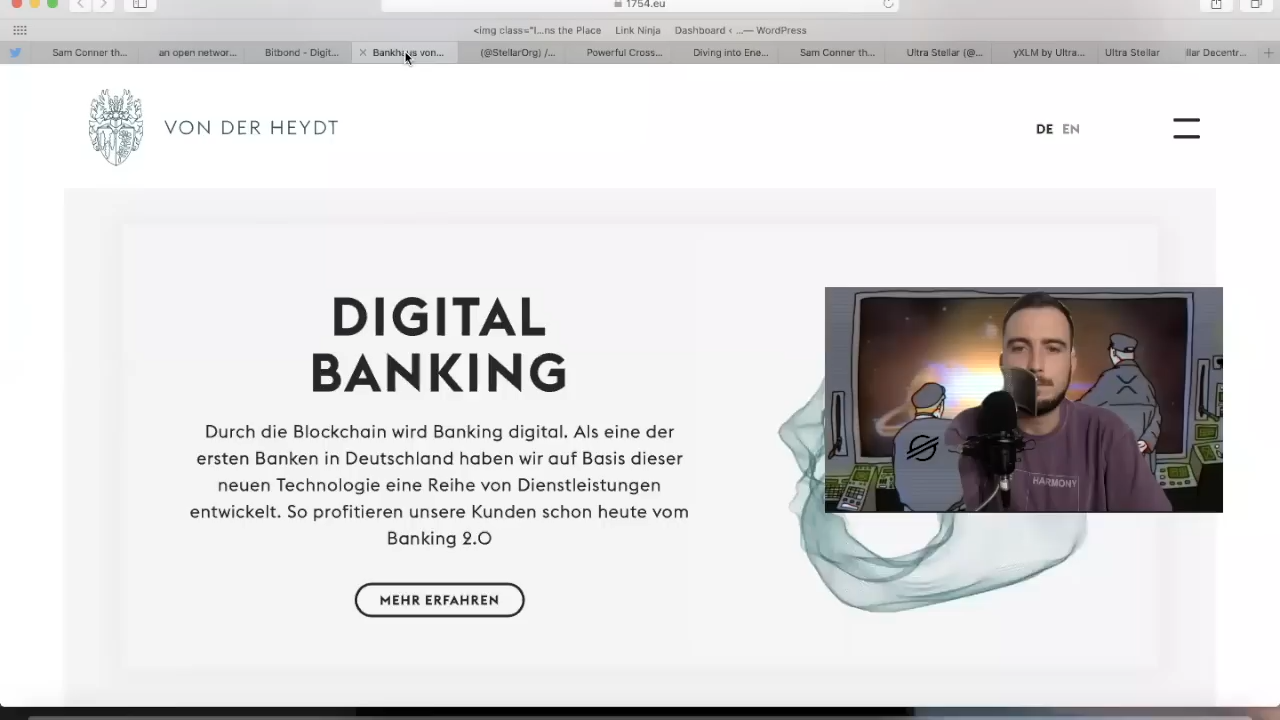 1754.eu
<img class="l...ns the Place Link Ninja Dashboard ‹ ...— WordPress
Sam Conner th... an open networ... Bitbond - Digit... Bankhaus von... (@StellarOrg) /... Powerful Cross... Diving into Ene... Sam Conner th... Ultra Stellar (@... yXLM by Ultra... Ultra Stellar llar Decentr...
VON DER HEYDT
DE EN
DIGITAL
BANKING
Durch die Blockchain wird Banking digital. Als eine der
ersten Banken in Deutschland haben wir auf Basis dieser
neuen Technologie eine Reihe von Dienstleistungen
entwickelt. So profitieren unsere Kunden schon heute vom
Banking 2.0
MEHR ERFAHREN
HARMONY